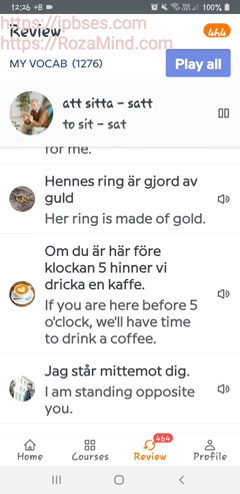 12:26 +B
100%
https://jpbses.com
Review
464
https://RozaMind.com
MY VOCAB (1276)
Play all
att sitta - satt
to sit - sat
for me.
Hennes ring är gjord av
guld
Her ring is made of gold.
Om du är här före
klockan 5 hinner vi
dricka en kaffe.
If you are here before 5
o'clock, we'll have time
to drink a coffee.
Jag står mittemot dig.
I am standing opposite
you.
464
Home Courses Review Profile